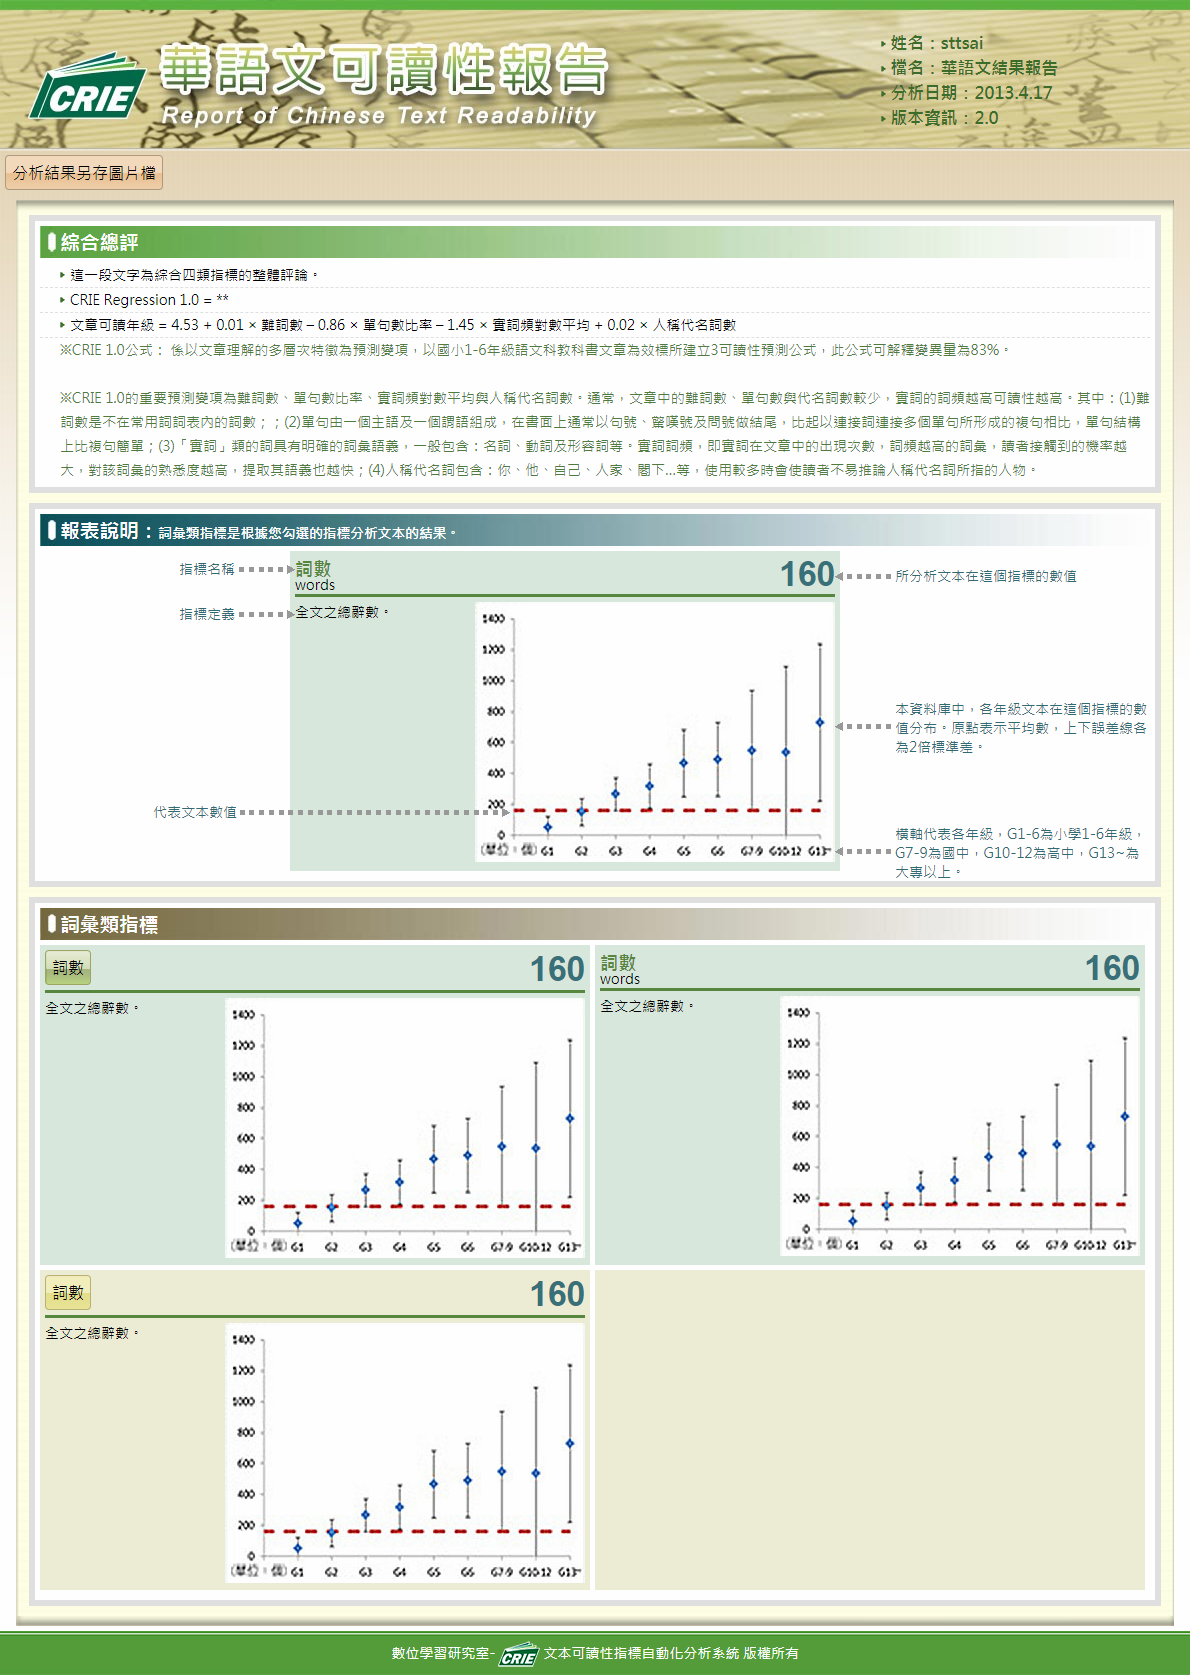 CRIE
華語文可讀性報告
Report of Chinese Text Readability
姓名：sttsai
檔名：華語文結果報告
分析日期：2013.4.17
版本資訊：2.0
分析結果另存圖片檔
綜合總評
這一段文字為綜合四類指標的整體評論。
CRIE Regression 1.0 = **
文章可讀年級 = 4.53 + 0.01 × 難詞數 – 0.86 × 單句數比率 – 1.45 × 實詞頻對數平均 + 0.02 × 人稱代名詞數
※CRIE 1.0公式： 係以文章理解的多層次特徵為預測變項，以國小1-6年級語文科教科書文章為效標所建立3可讀性預測公式，此公式可解釋變異量為83%。
※CRIE 1.0的重要預測變項為難詞數、單句數比率、實詞頻對數平均與人稱代名詞數。通常，文章中的難詞數、單句數與代名詞數較少，實詞的詞頻越高可讀性越高。其中：(1)難
詞數是不在常用詞詞表內的詞數；；(2)單句由一個主語及一個謂語組成，在書面上通常以句號、驚嘆號及問號做結尾，比起以連接詞連接多個單句所形成的複句相比，單句結構
上比複句簡單；(3)「實詞」類的詞具有明確的詞彙語義，一般包含：名詞、動詞及形容詞等。實詞詞頻，即實詞在文章中的出現次數，詞頻越高的詞彙，讀者接觸到的機率越
大，對該詞彙的熟悉度越高，提取其語義也越快；(4)人稱代名詞包含：你、他、自己、人家、閣下...等，使用較多時會使讀者不易推論人稱代名詞所指的人物。
報表說明：詞彙類指標是根據您勾選的指標分析文本的結果。
指標名稱
詞數
words
160
所分析文本在這個指標的數值
指標定義
全文之總辭數。
1400
1200
1000
800
600
400
200
0
(單位：個) G1 G2 G3 G4 G5 G6 G7-9 G10-12 G13~
本資料庫中，各年級文本在這個指標的數
值分布。原點表示平均數，上下誤差線各
為2倍標準差。
代表文本數值
橫軸代表各年級，G1-6為小學1-6年級，
G7-9為國中，G10-12為高中，G13~為
大專以上。
詞彙類指標
詞數
160
全文之總辭數。
1400
1200
1000
800
600
400
200
0
(單位：個) G1 G2 G3 G4 G5 G6 G7-9 G10-12 G13~
詞數
words
160
全文之總辭數。
1400
1200
1000
800
600
400
200
0
(單位：個) G1 G2 G3 G4 G5 G6 G7-9 G10-12 G13~
詞數
160
全文之總辭數。
1400
1200
1000
800
600
400
200
0
(單位：個) G1 G2 G3 G4 G5 G6 G7-9 G10-12 G13~
數位學習研究室- CRIE 文本可讀性指標自動化分析系統 版權所有